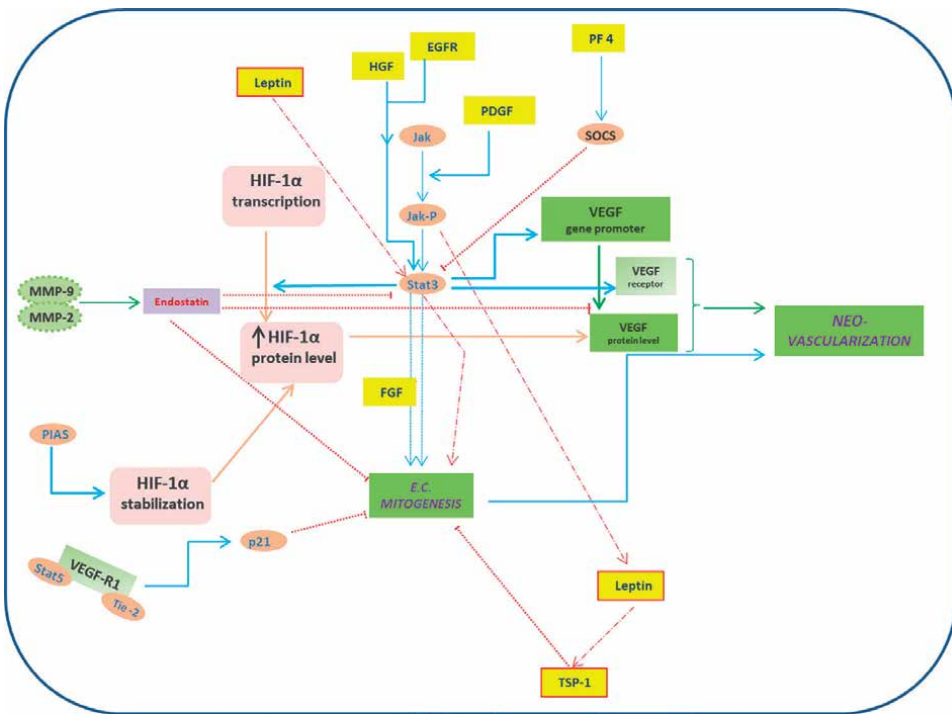 EGFR
PF 4
HGF
Leptin
PDGF
Jak
SOCS
HIF-1α
transcription
Jak-P
VEGF
gene promoter
VEGF
receptor
Stat3
MMP-9
MMP-2
Endostatin
↑ HIF-1α
protein level
VEGF
protein level
NEO-
VASCULARIZATION
FGF
PIAS
HIF-1α
stabilization
E.C.
MITOGENESIS
p21
VEGF-R1
Stat5
Tie -2
Leptin
TSP-1